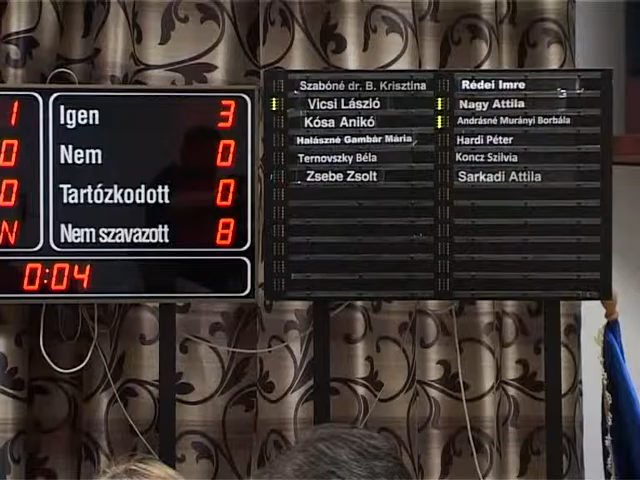 1
0
0
N
Igen 3
Nem 0
Tartózkodott 0
Nem szavazott 8
0:04
Szabóné dr. B. Krisztina
Vicsi László
Kósa Anikó
Halászné Gambár Mária
Ternovszky Béla
Zsebe Zsolt
Rédei Imre
Nagy Attila
Andrásné Murányi Borbála
Hardi Péter
Koncz Szilvia
Sarkadi Attila